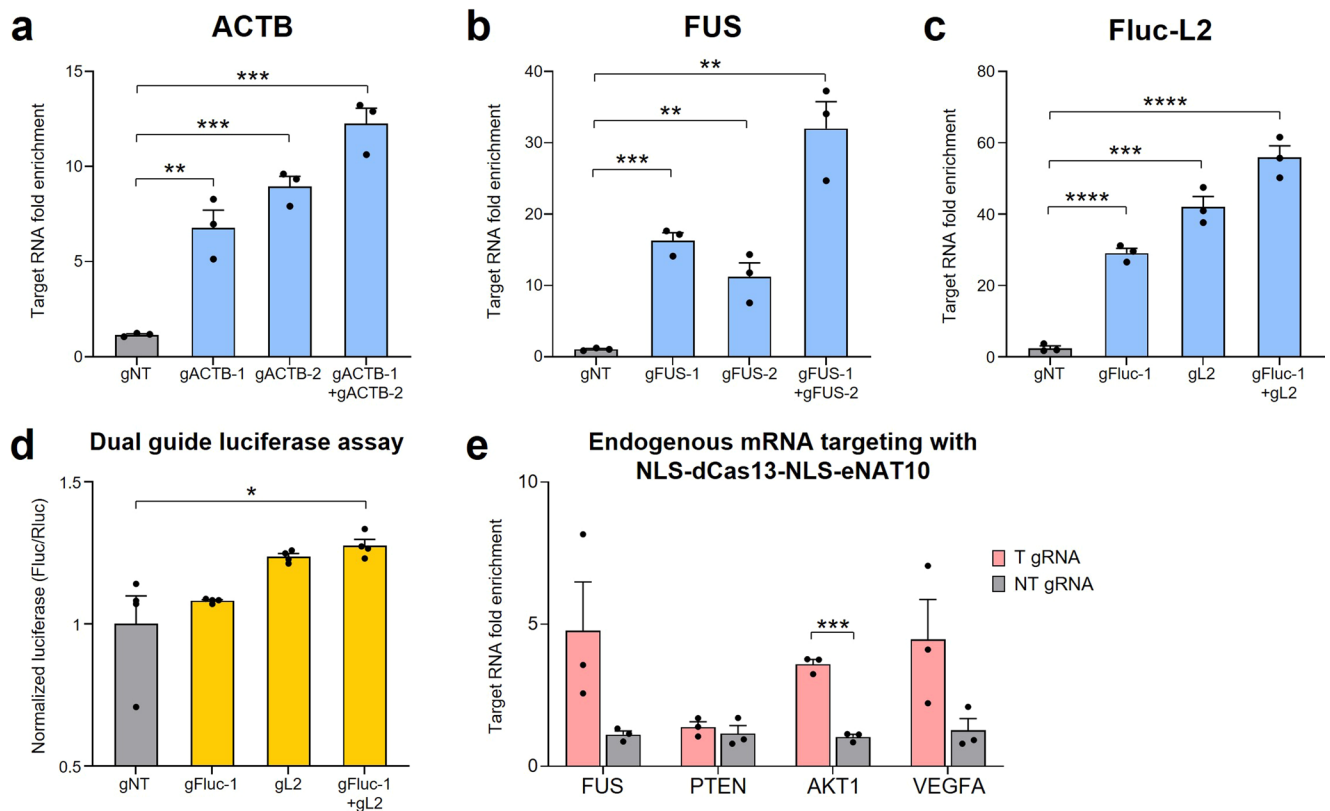 a
ACTB
Target RNA fold enrichment
15
10
5
0
***
***
**
gNT
gACTB-1
gACTB-2
gACTB-1
+gACTB-2
b
FUS
Target RNA fold enrichment
40
30
20
10
0
**
**
***
gNT
gFUS-1
gFUS-2
gFUS-1
+gFUS-2
c
Fluc-L2
Target RNA fold enrichment
80
60
40
20
0
****
***
****
gNT
gFluc-1
gL2
gFluc-1
+gL2
d
Dual guide luciferase assay
Normalized luciferase (Fluc/Rluc)
1.5
1
0.5
*
gNT
gFluc-1
gL2
gFluc-1
+gL2
e
Endogenous mRNA targeting with
NLS-dCas13-NLS-eNAT10
Target RNA fold enrichment
10
5
0
***
FUS
PTEN
AKT1
VEGFA
T gRNA
NT gRNA